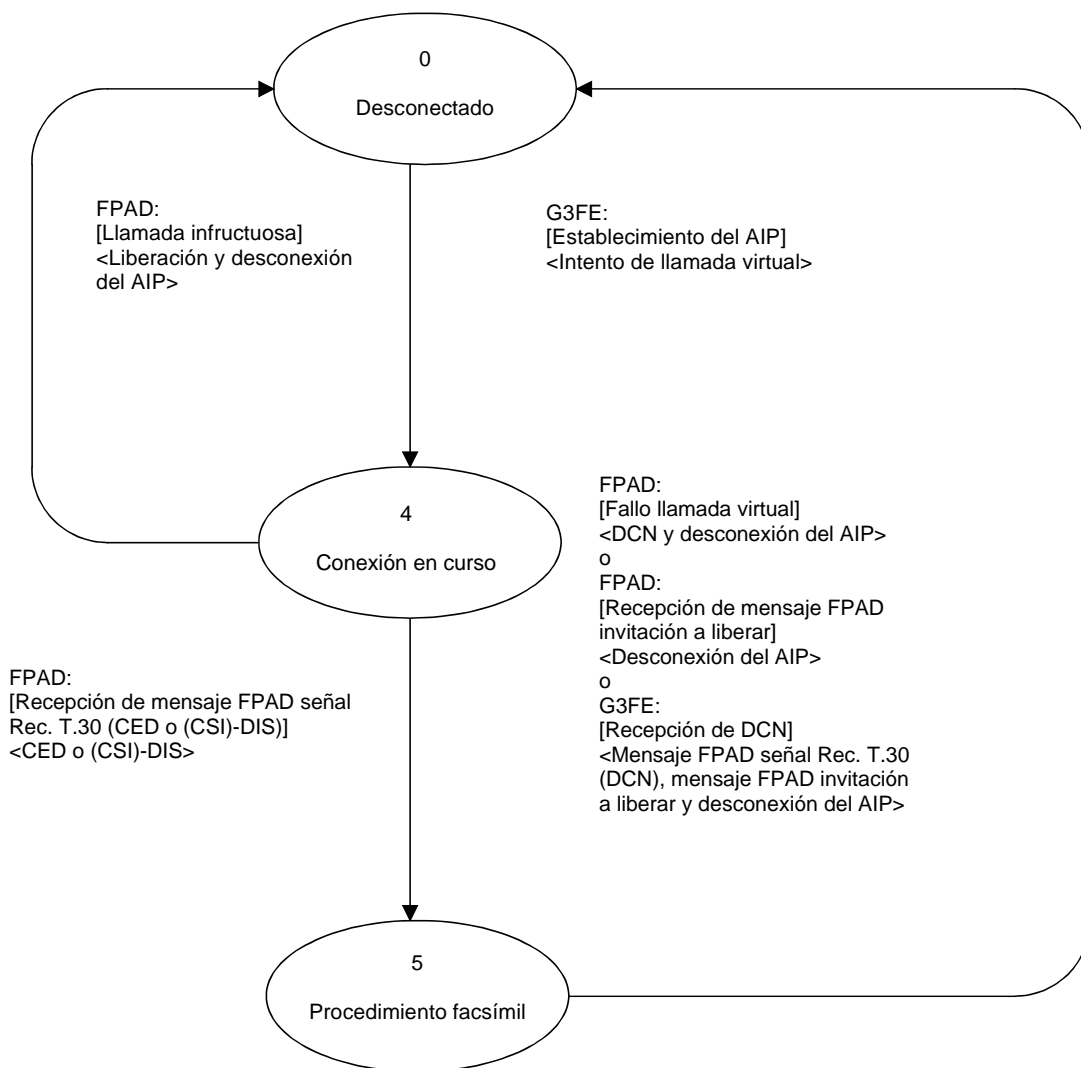 0
Desconectado
FPAD:
[Llamada infructuosa]
<Liberación y desconexión
del AIP>
G3FE:
[Establecimiento del AIP]
<Intento de llamada virtual>
4
Conexión en curso
FPAD:
[Fallo llamada virtual]
<DCN y desconexión del AIP>
o
FPAD:
[Recepción de mensaje FPAD
invitación a liberar]
<Desconexión del AIP>
o
G3FE:
[Recepción de DCN]
<Mensaje FPAD señal Rec. T.30
(DCN), mensaje FPAD invitación
a liberar y desconexión del AIP>
FPAD:
[Recepción de mensaje FPAD señal
Rec. T.30 (CED o (CSI)-DIS)]
<CED o (CSI)-DIS>
5
Procedimiento facsímil